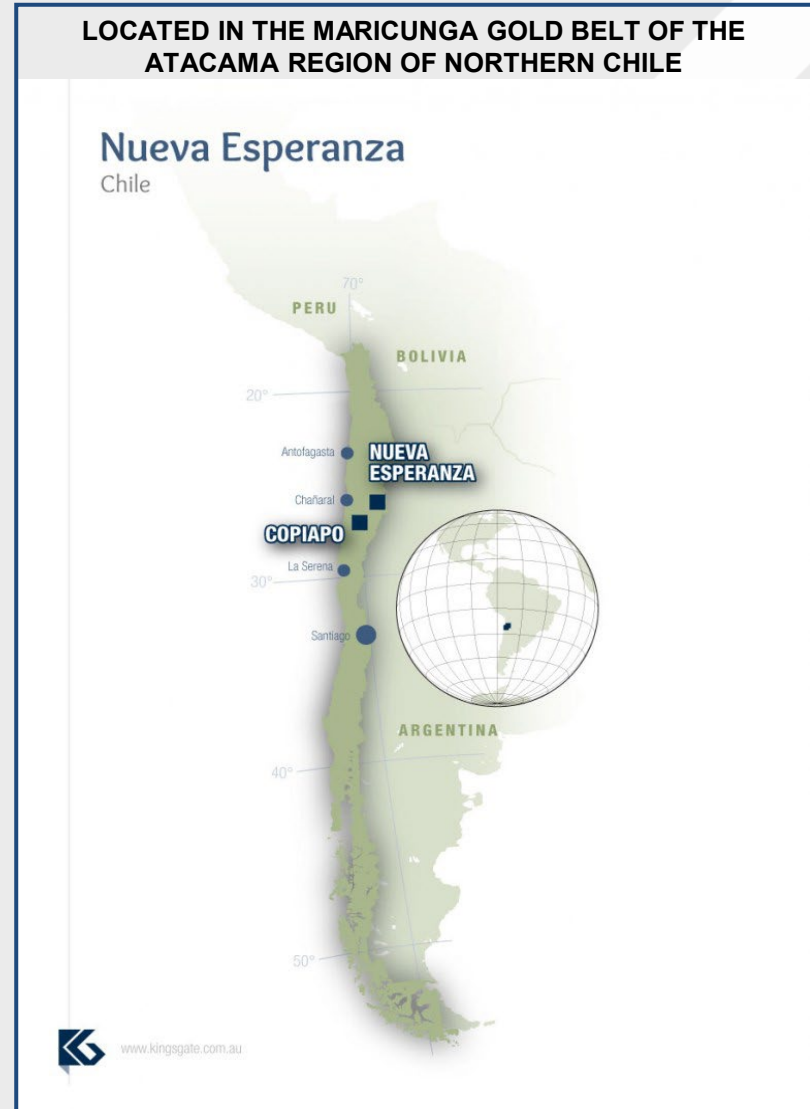 LOCATED IN THE MARICUNGA GOLD BELT OF THE
ATACAMA REGION OF NORTHERN CHILE
Nueva Esperanza
Chile
70°
PERU
BOLIVIA
20°
Antofagasta
NUEVA
ESPERANZA
Chañaral
COPIAPO
La Serena
30°
Santiago
ARGENTINA
40°
50°
KG
www.kingsgate.com.au